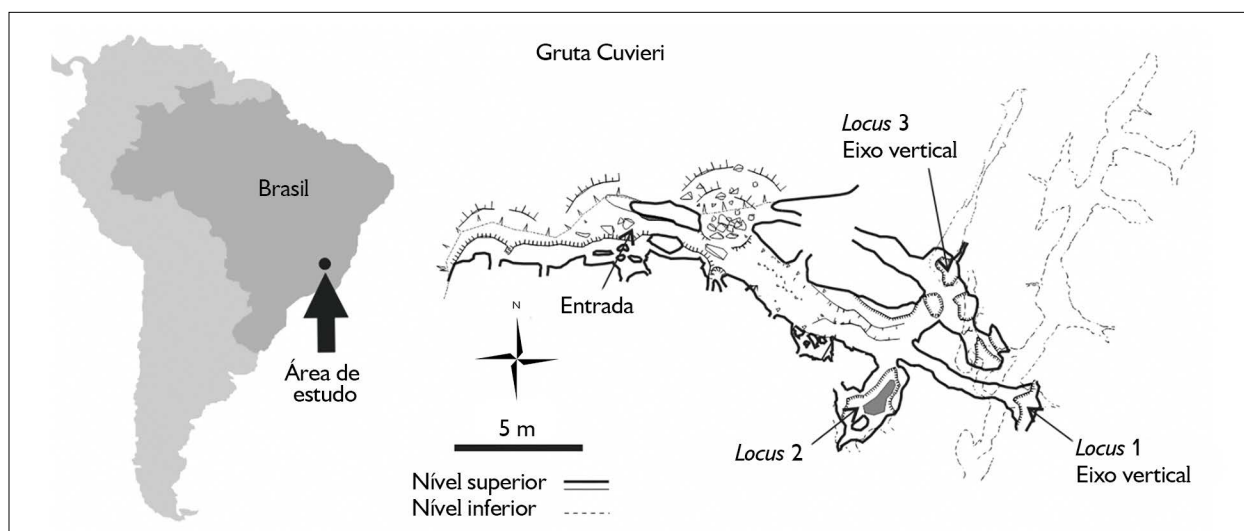 Gruta Cuvieri
Brasil
Área de
estudo
Entrada
N
5 m
Locus 3
Eixo vertical
Locus 2
Locus 1
Eixo vertical
Nível superior
Nível inferior